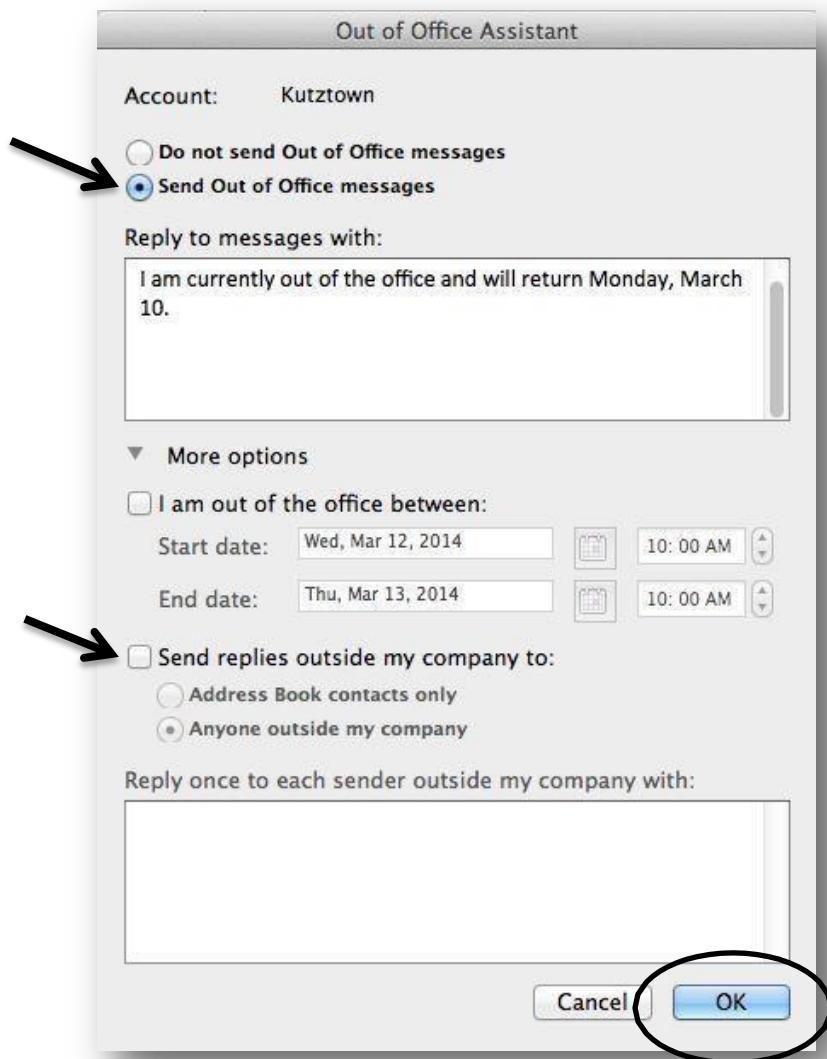 Out of Office Assistant
Account: Kutztown
Do not send Out of Office messages
Send Out of Office messages
Reply to messages with:
I am currently out of the office and will return Monday, March
10.
More options
I am out of the office between:
Start date: Wed, Mar 12, 2014 10: 00 AM
End date: Thu, Mar 13, 2014 10: 00 AM
Send replies outside my company to:
Address Book contacts only
Anyone outside my company
Reply once to each sender outside my company with:
Cancel OK